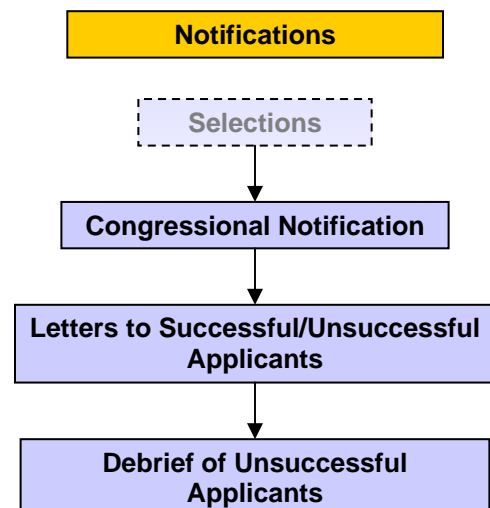 Notifications
Selections
Congressional Notification
Letters to Successful/Unsuccessful
Applicants
Debrief of Unsuccessful
Applicants